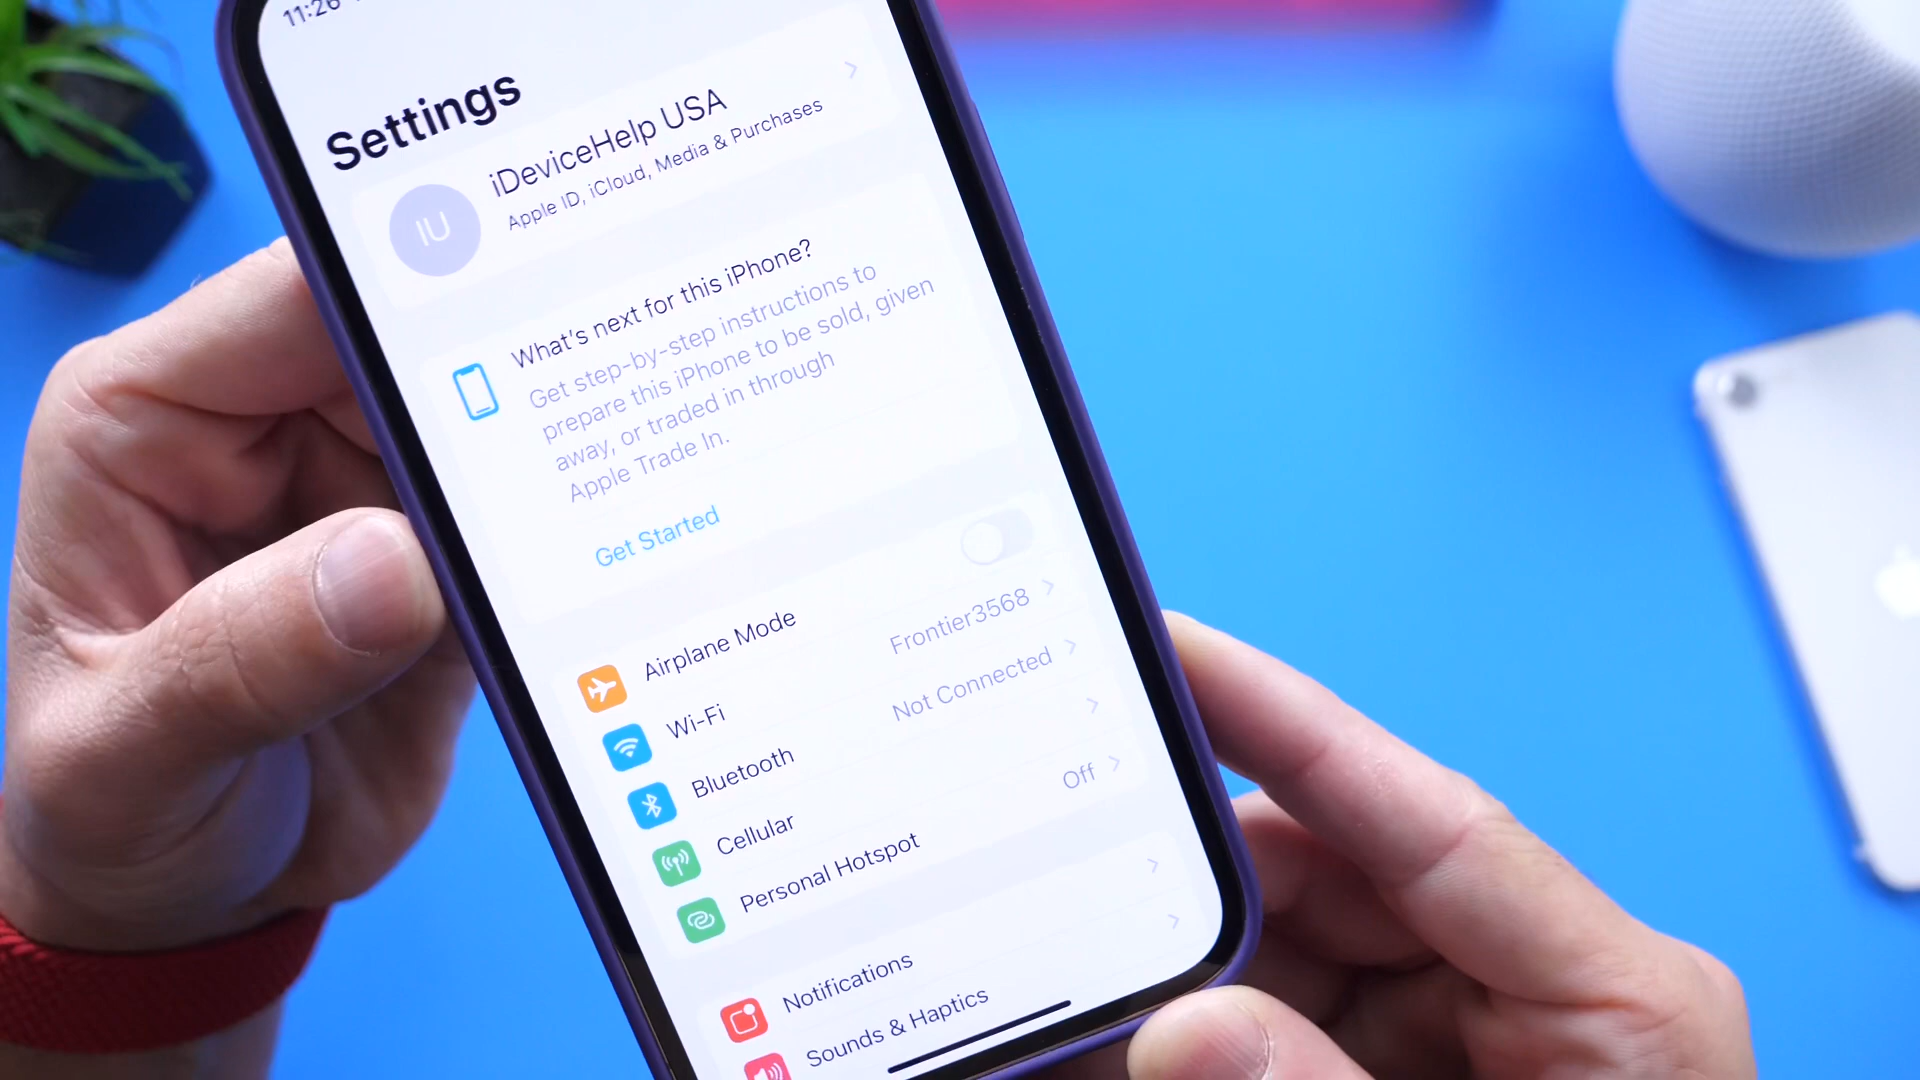 11:26
Settings
IU
iDeviceHelp USA
Apple ID, iCloud, Media & Purchases
What's next for this iPhone?
Get step-by-step instructions to
prepare this iPhone to be sold, given
away, or traded in through
Apple Trade In.
Get Started
Airplane Mode
Wi-Fi Frontier3568
Bluetooth Not Connected
Cellular
Personal Hotspot Off
Notifications
Sounds & Haptics